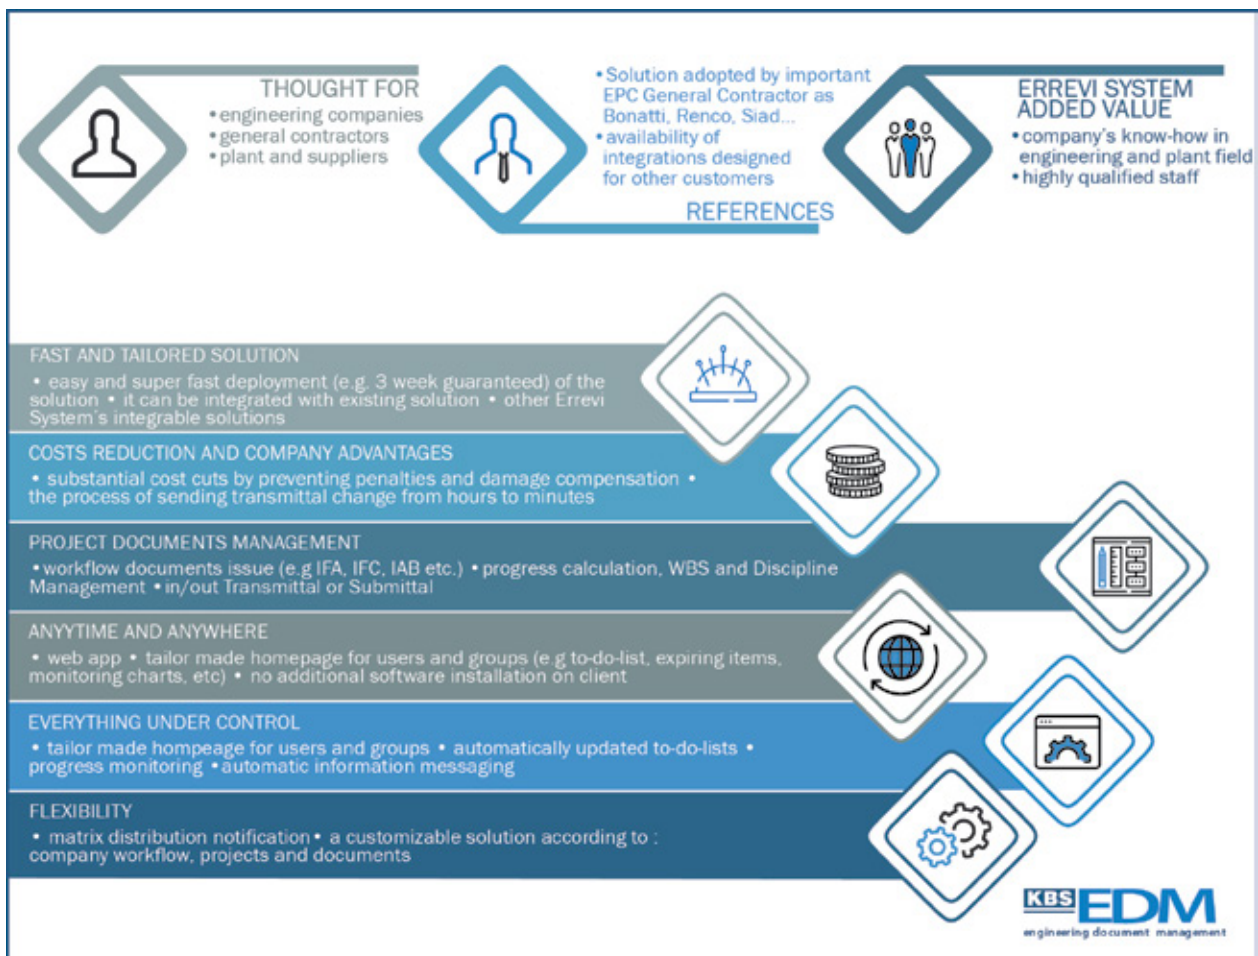 THOUGHT FOR
•engineering companies
•general contractors
•plant and suppliers
•Solution adopted by important
EPC General Contractor as
Bonatti, Renco, Siad...
•availability of
integrations designed
for other customers
REFERENCES
ERREVI SYSTEM
ADDED VALUE
•company's know-how in
engineering and plant field
•highly qualified staff
FAST AND TAILORED SOLUTION
• easy and super fast deployment (e.g. 3 week guaranteed) of the
solution • it can be integrated with existing solution • other Errevi
System's integrable solutions
COSTS REDUCTION AND COMPANY ADVANTAGES
• substantial cost cuts by preventing penalties and damage compensation •
the process of sending transmittal change from hours to minutes
PROJECT DOCUMENTS MANAGEMENT
•workflow documents issue (e.g IFA, IFC, IAB etc.) •progress calculation, WBS and Discipline
Management •in/out Transmittal or Submittal
ANYYTIME AND ANYWHERE
• web app • tailor made homepage for users and groups (e.g to-do-list, expiring items,
monitoring charts, etc) • no additional software installation on client
EVERYTHING UNDER CONTROL
• tailor made hompeage for users and groups • automatically updated to-do-lists •
progress monitoring •automatic information messaging
FLEXIBILITY
• matrix distribution notification• a customizable solution according to :
company workflow, projects and documents
KBS EDM
engineering document management